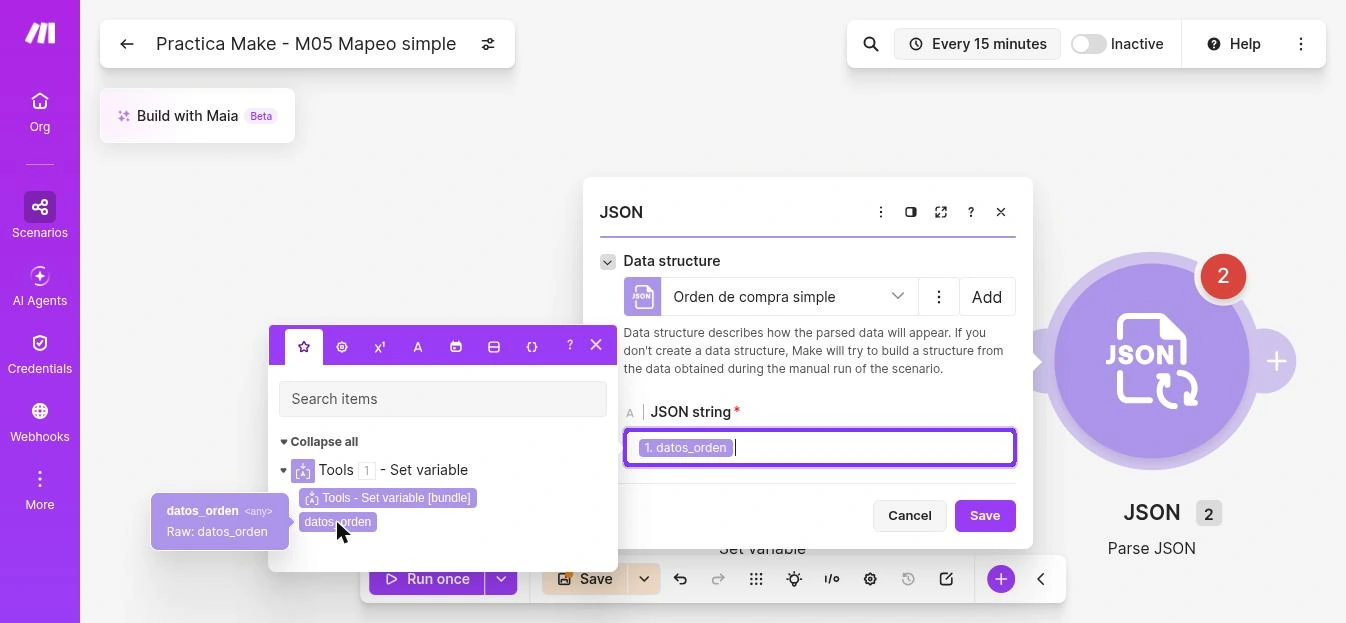 Practica Make - M05 Mapeo simple
Every 15 minutes
Inactive
Help
Build with Maia Beta
Org
Scenarios
AI Agents
Credentials
Webhooks
More
JSON
Data structure
JSON
Orden de compra simple
Add
Data structure describes how the parsed data will appear. If you
don't create a data structure, Make will try to build a structure from
the data obtained during the manual run of the scenario.
A JSON string *
1. datos_orden
Cancel
Save
x¹ A {} ?
Search items
Collapse all
Tools 1 - Set variable
Tools - Set variable [bundle]
datos_orden
datos_orden <any>
Raw: datos_orden
2
JSON
JSON 2
Parse JSON
Set variable
Run once
Save